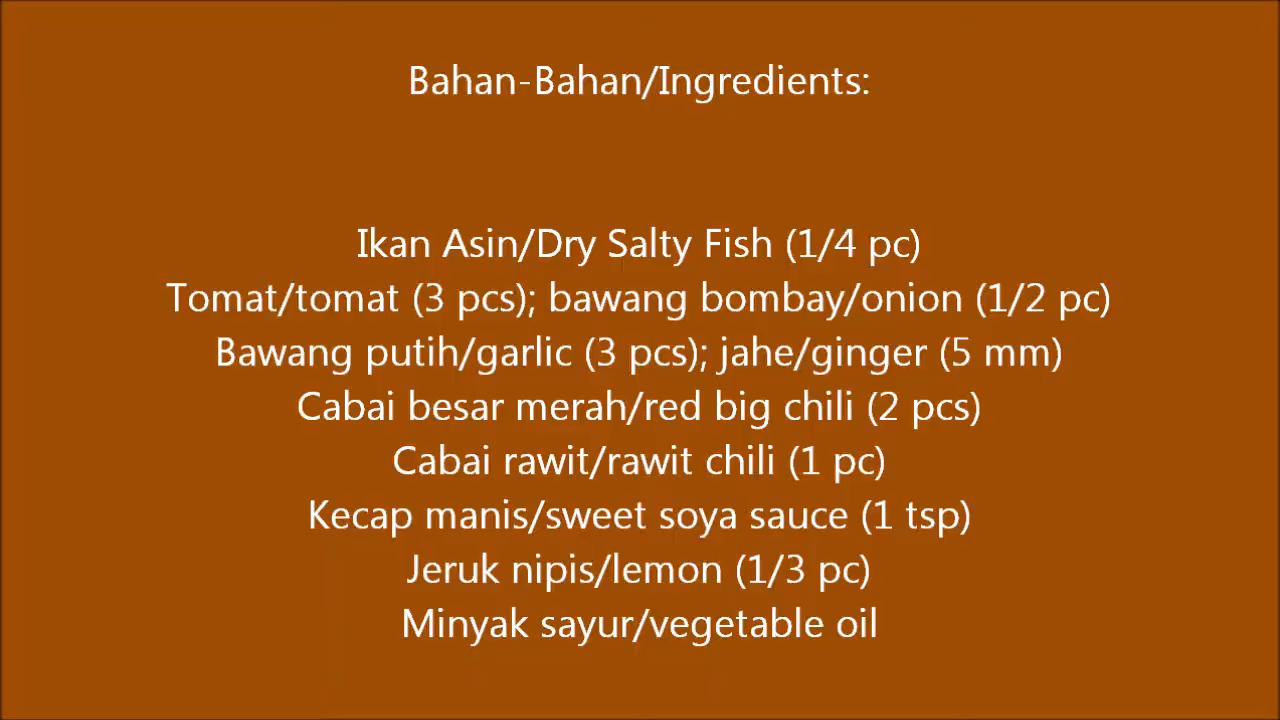 Bahan-Bahan/Ingredients:
Ikan Asin/Dry Salty Fish (1/4 pc)
Tomat/tomat (3 pcs); bawang bombay/onion (1/2 pc)
Bawang putih/garlic (3 pcs); jahe/ginger (5 mm)
Cabai besar merah/red big chili (2 pcs)
Cabai rawit/rawit chili (1 pc)
Kecap manis/sweet soya sauce (1 tsp)
Jeruk nipis/lemon (1/3 pc)
Minyak sayur/vegetable oil